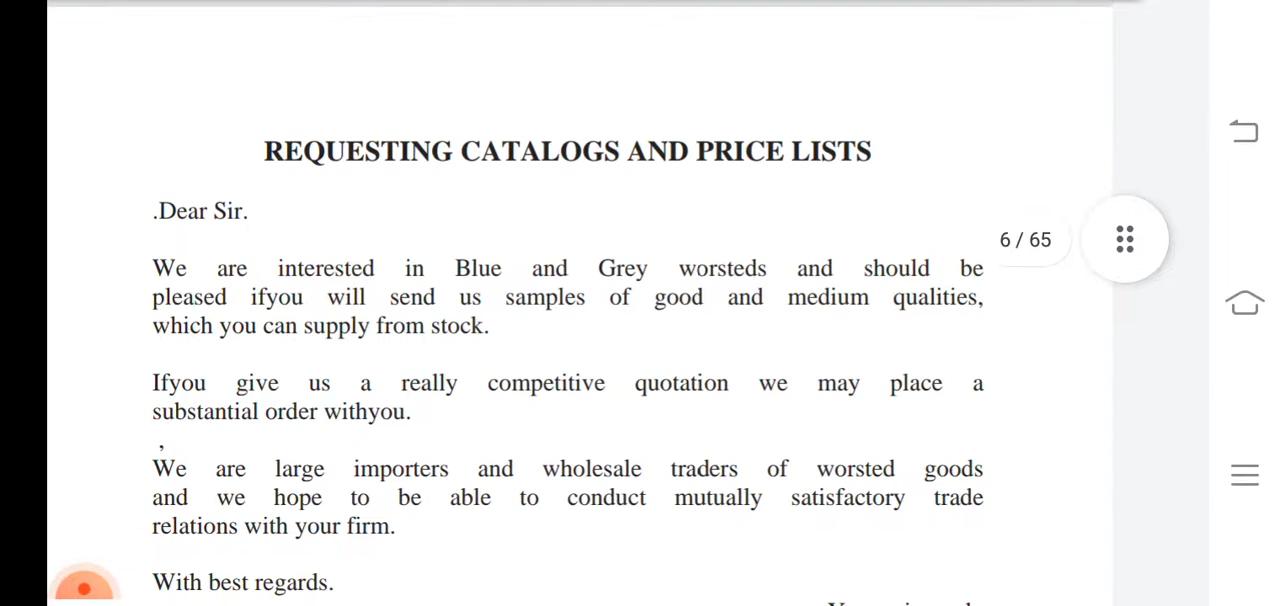 REQUESTING CATALOGS AND PRICE LISTS
.Dear Sir.
We are interested in Blue and Grey worsteds and should be
pleased ifyou will send us samples of good and medium qualities,
which you can supply from stock.
6 / 65
Ifyou give us a really competitive quotation we may place a
substantial order withyou.
,
We are large importers and wholesale traders of worsted goods
and we hope to be able to conduct mutually satisfactory trade
relations with your firm.
With best regards.